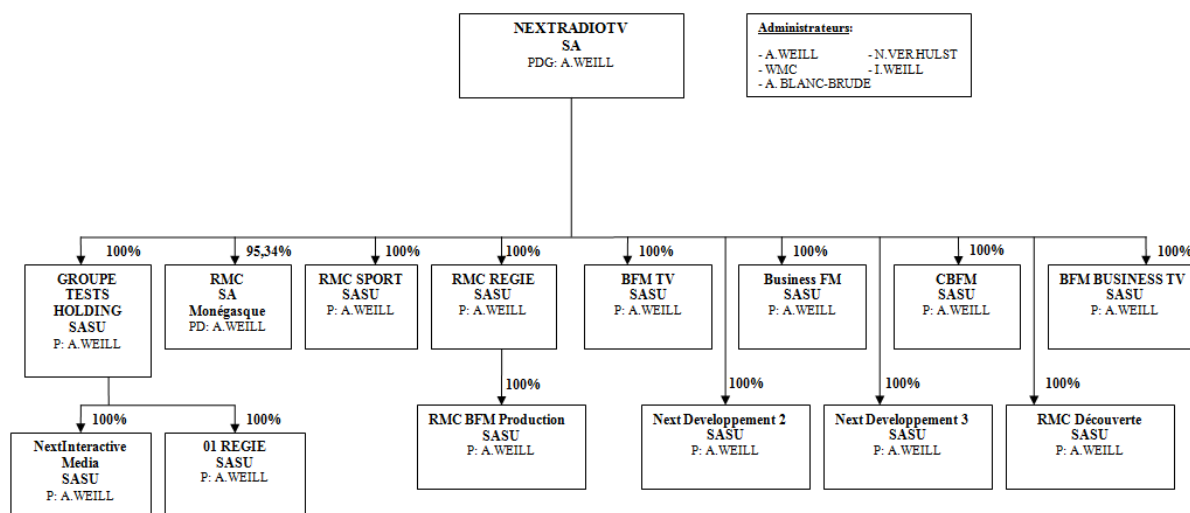 NEXTRADIOTV
SA
PDG: A.WEILL
Administrateurs:
- A.WEILL - N.VERHULST
- WMC - I.WEILL
- A. BLANC-BRUDE
100%
95,34%
100%
100%
100%
100%
100%
100%
GROUPE
TESTS
HOLDING
SASU
P: A.WEILL
RMC
SA
Monégasque
PD: A.WEILL
RMC SPORT
SASU
P: A.WEILL
RMC REGIE
SASU
P: A.WEILL
BFM TV
SASU
P: A.WEILL
Business FM
SASU
P: A.WEILL
CBFM
SASU
P: A.WEILL
BFM BUSINESS TV
SASU
P: A.WEILL
100%
100%
100%
100%
100%
100%
NextInteractive
Media
SASU
P: A.WEILL
01 REGIE
SASU
P: A.WEILL
RMC BFM Production
SASU
P: A.WEILL
Next Developpement 2
SASU
P: A.WEILL
Next Developpement 3
SASU
P: A.WEILL
RMC Découverte
SASU
P: A.WEILL